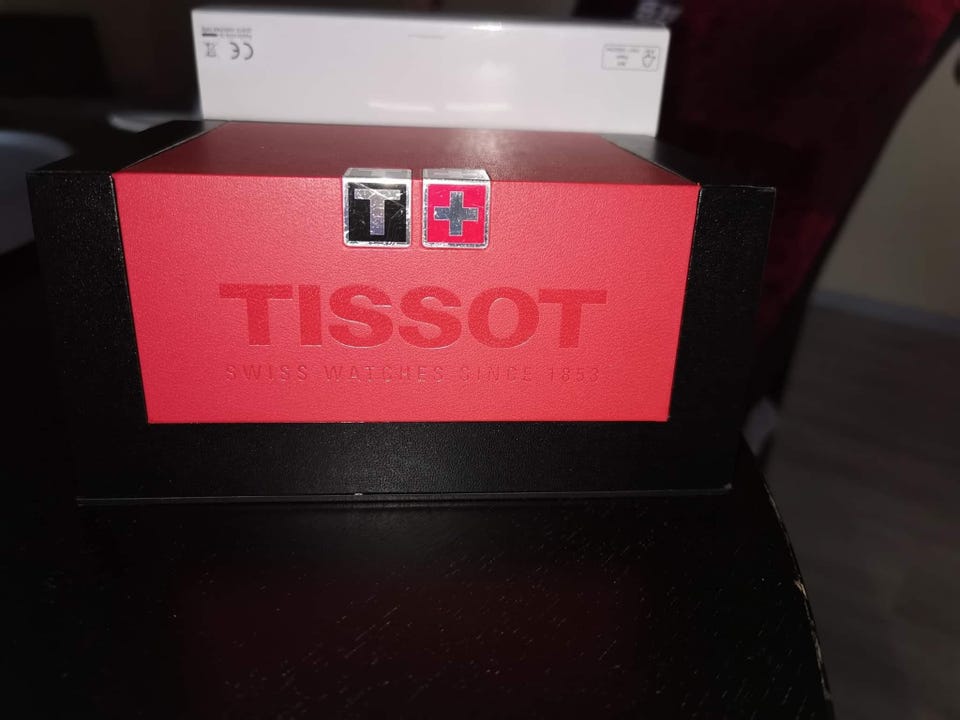 CE
T
TISSOT
SWISS WATCHES SINCE 1853